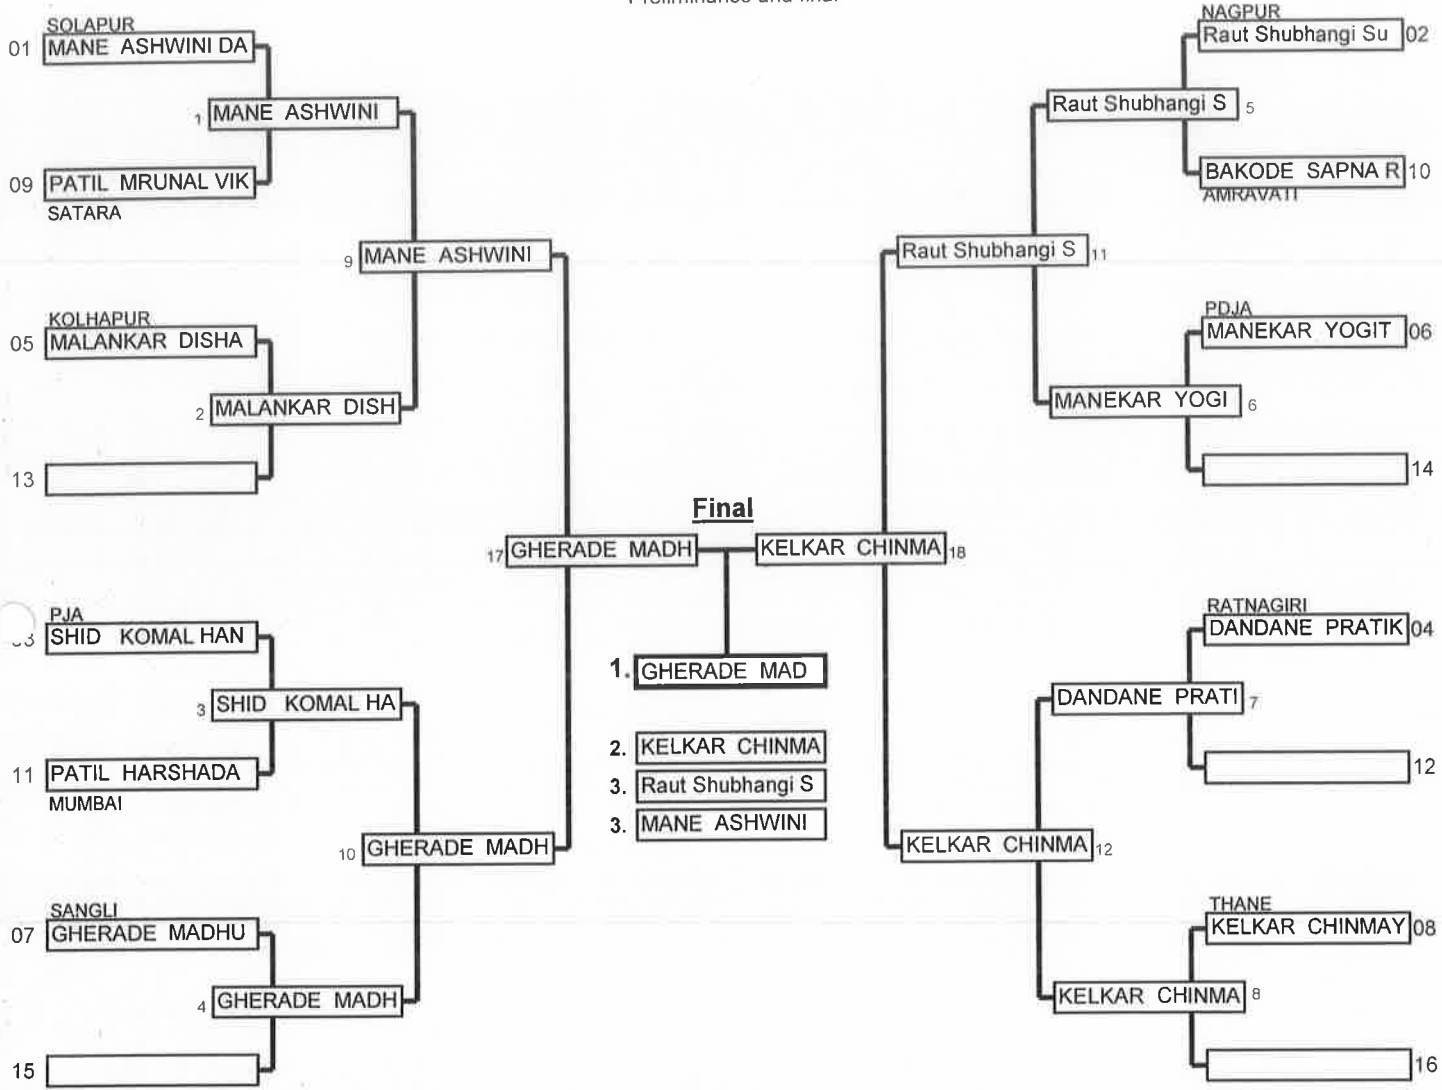 SOLAPUR
01 MANE ASHWINI DA
1 MANE ASHWINI
09 PATIL MRUNAL VIK
SATARA
9 MANE ASHWINI
KOLHAPUR
05 MALANKAR DISHA
2 MALANKAR DISH
13
17 GHERADE MADH
PJA
SHID KOMAL HAN
3 SHID KOMAL HA
11 PATIL HARSHADA
MUMBAI
10 GHERADE MADH
SANGLI
07 GHERADE MADHU
4 GHERADE MADH
15
Final
1. GHERADE MAD
2. KELKAR CHINMA
3. Raut Shubhangi S
3. MANE ASHWINI
NAGPUR
Raut Shubhangi Su 02
Raut Shubhangi S 5
BAKODE SAPNA R 10
AMRAVATI
Raut Shubhangi S 11
PDJA
MANEKAR YOGIT 06
MANEKAR YOGI 6
14
KELKAR CHINMA 18
RATNAGIRI
DANDANE PRATIK 04
DANDANE PRATI 7
12
KELKAR CHINMA 12
THANE
KELKAR CHINMAY 08
KELKAR CHINMA 8
16